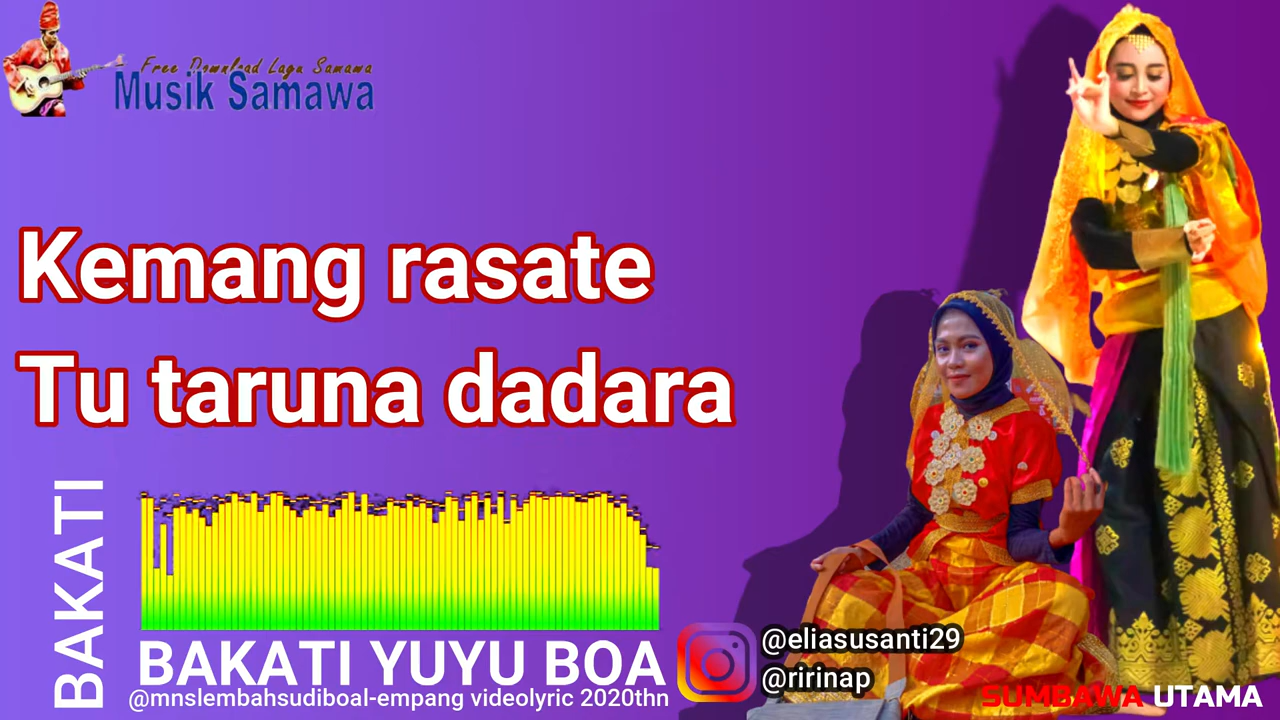 Free Download Lagu Samawa
Musik Samawa
Kemang rasate
Tu taruna dadara
BAKATI
BAKATI YUYU BOA
@mnslembahsudiboal-empang videolyric 2020thn
@eliasusanti29
@ririnap
SUMBAWA UTAMA